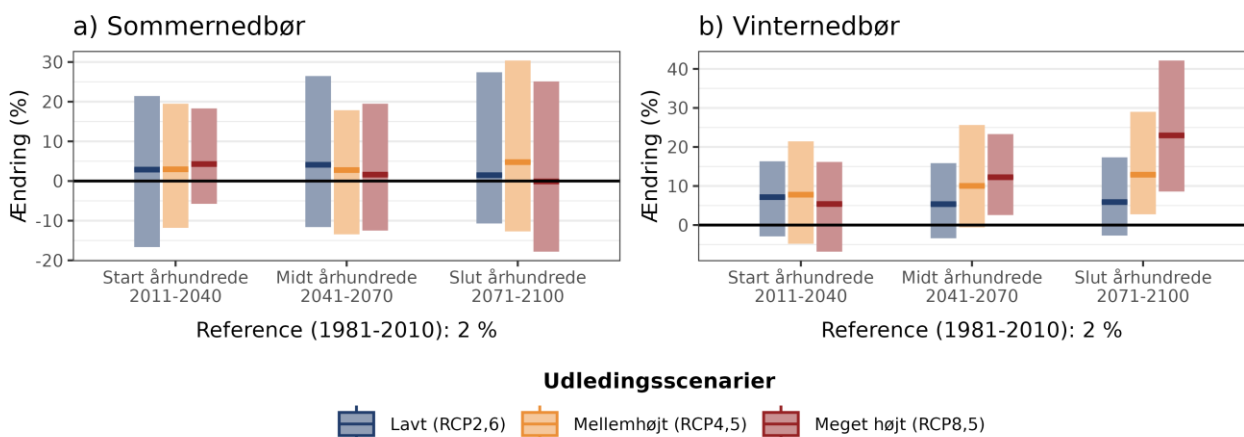 a) Sommernedbør
Ændring (%)
30
20
10
0
-10
-20
Start århundrede
2011-2040
Midt århundrede
2041-2070
Slut århundrede
2071-2100
Reference (1981-2010): 2 %
b) Vinternedbør
Ændring (%)
40
30
20
10
0
Start århundrede
2011-2040
Midt århundrede
2041-2070
Slut århundrede
2071-2100
Reference (1981-2010): 2 %
Udledingsscenarier
Lavt (RCP2,6)
Mellemhøjt (RCP4,5)
Meget højt (RCP8,5)